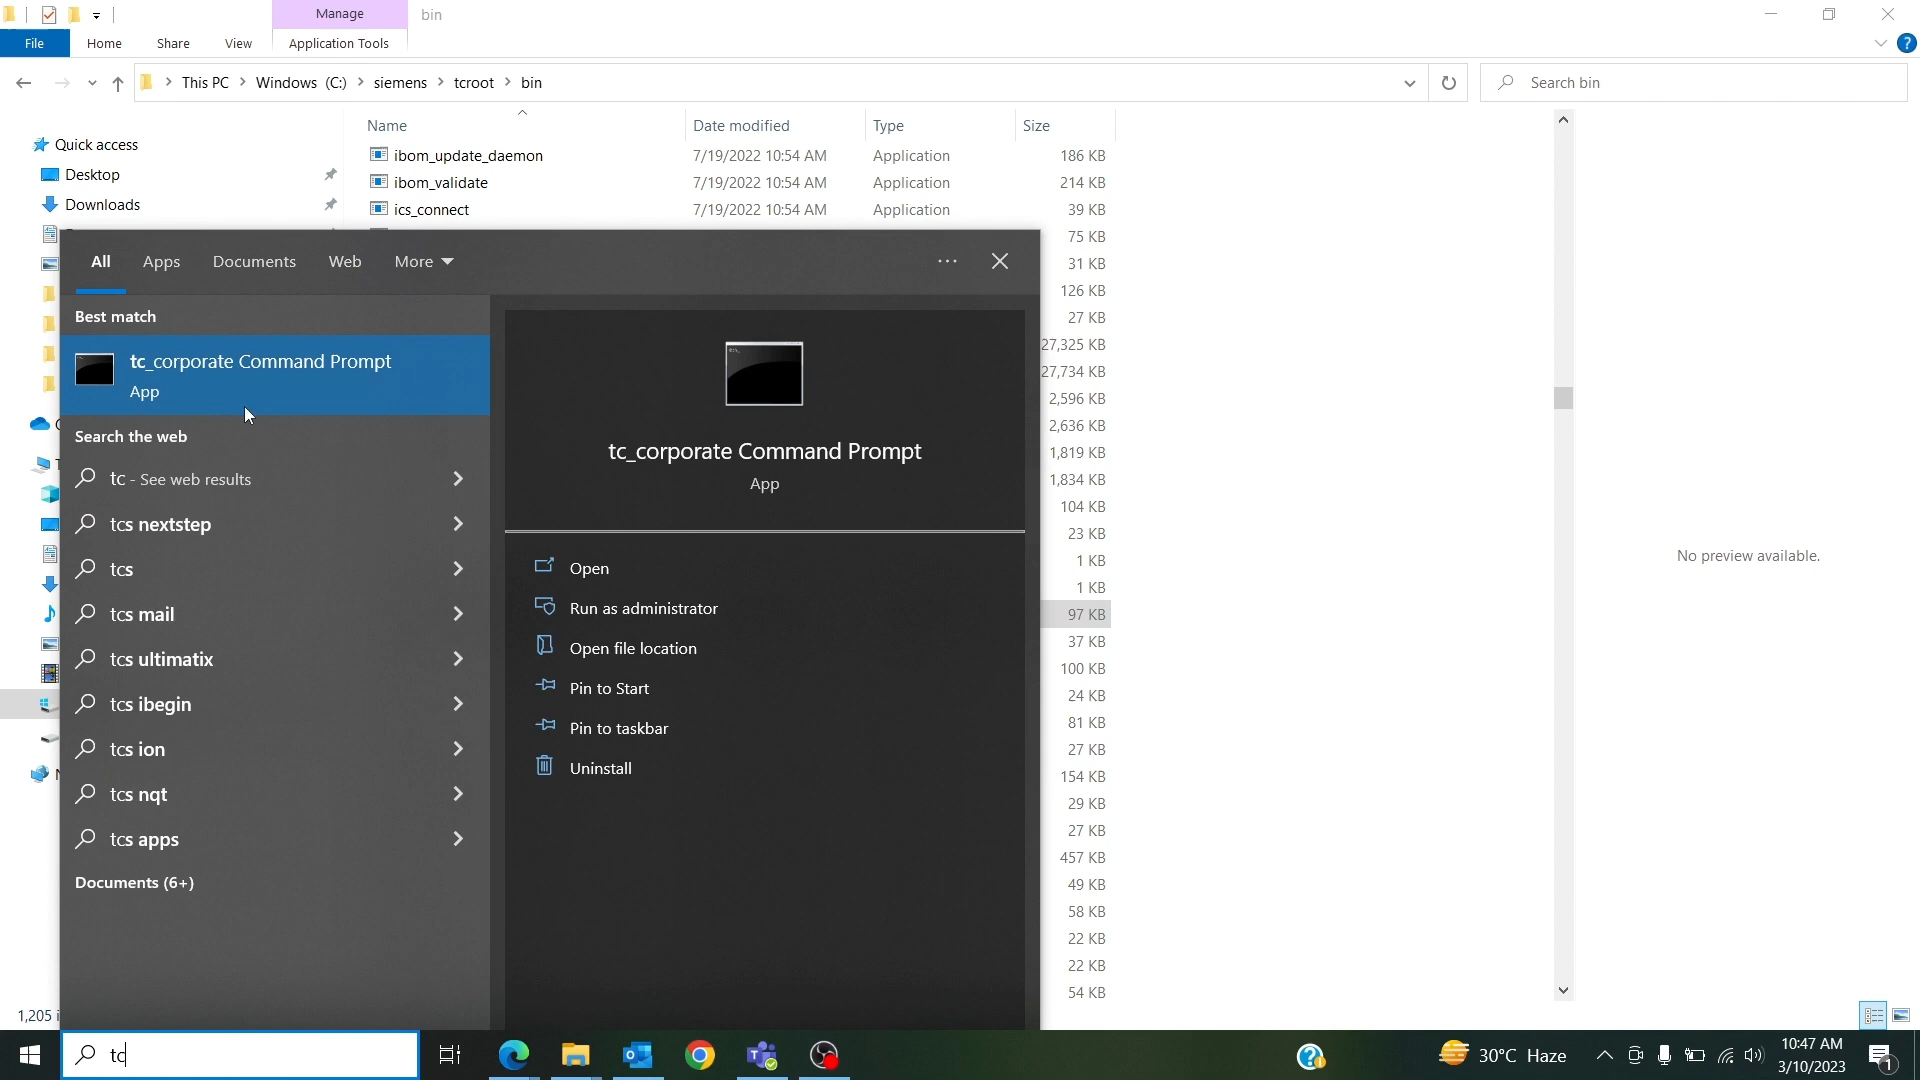 Manage
bin
File
Home
Share
View
Application Tools
This PC
Windows (C:)
siemens
tcroot
bin
Search bin
Name
Date modified
Type
Size
Quick access
Desktop
Downloads
ibom_update_daemon 7/19/2022 10:54 AM Application 186 KB
ibom_validate 7/19/2022 10:54 AM Application 214 KB
ics_connect 7/19/2022 10:54 AM Application 39 KB
75 KB
31 KB
126 KB
27 KB
27,325 KB
27,734 KB
2,596 KB
2,636 KB
1,819 KB
1,834 KB
104 KB
23 KB
1 KB
1 KB
97 KB
37 KB
100 KB
24 KB
81 KB
27 KB
154 KB
29 KB
27 KB
457 KB
49 KB
58 KB
22 KB
22 KB
54 KB
All
Apps
Documents
Web
More
Best match
tc_corporate Command Prompt
App
Search the web
tc - See web results
tcs nextstep
tcs
tcs mail
tcs ultimatix
tcs ibegin
tcs ion
tcs nqt
tcs apps
Documents (6+)
tc_corporate Command Prompt
App
Open
Run as administrator
Open file location
Pin to Start
Pin to taskbar
Uninstall
No preview available.
1,205
tc
30°C Haze
10:47 AM
3/10/2023
1